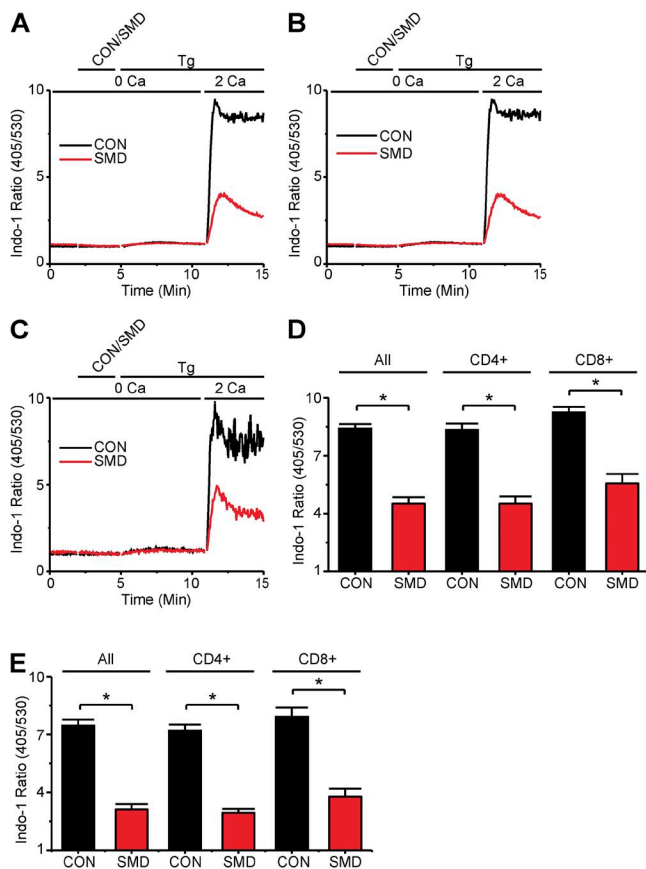 A
CON/SMD
Tg
0 Ca
2 Ca
10
5
0
Indo-1 Ratio (405/530)
CON
SMD
0
5
10
15
Time (Min)
B
CON/SMD
Tg
0 Ca
2 Ca
10
5
0
Indo-1 Ratio (405/530)
CON
SMD
0
5
10
15
Time (Min)
C
CON/SMD
Tg
0 Ca
2 Ca
10
5
0
Indo-1 Ratio (405/530)
CON
SMD
0
5
10
15
Time (Min)
D
All
CD4+
CD8+
* * *
10
7
4
1
Indo-1 Ratio (405/530)
CON SMD CON SMD CON SMD
E
All
CD4+
CD8+
* * *
10
7
4
1
Indo-1 Ratio (405/530)
CON SMD CON SMD CON SMD